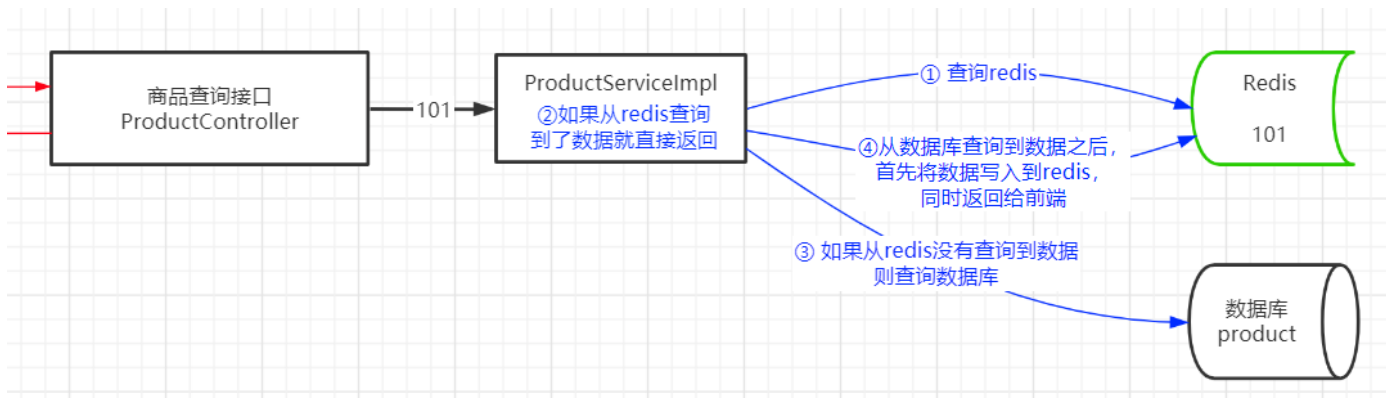 商品查询接口
ProductController
101
ProductServiceImpl
②如果从redis查询
到了数据就直接返回
① 查询redis
④从数据库查询到数据之后，
首先将数据写入到redis，
同时返回给前端
③ 如果从redis没有查询到数据
则查询数据库
Redis
101
数据库
product